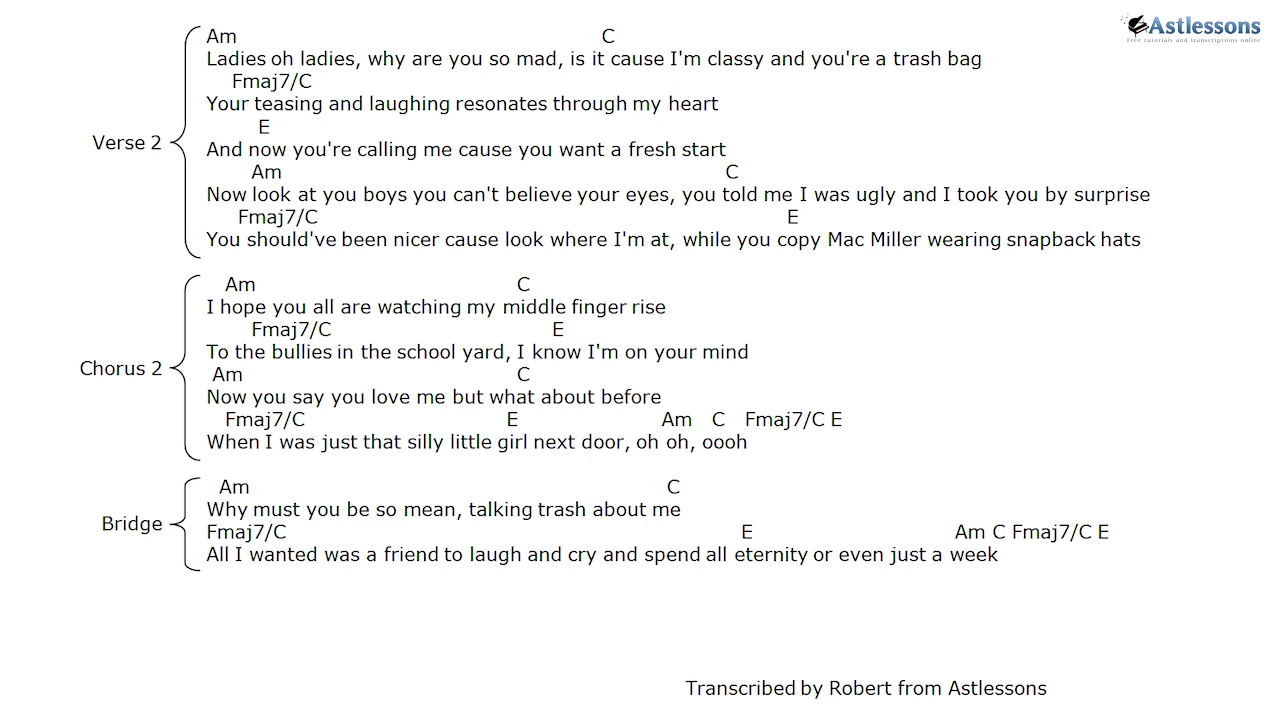 Astlessons
Free tutorials and transcriptions online
Verse 2
Am C
Ladies oh ladies, why are you so mad, is it cause I'm classy and you're a trash bag
Fmaj7/C
Your teasing and laughing resonates through my heart
E
And now you're calling me cause you want a fresh start
Am C
Now look at you boys you can't believe your eyes, you told me I was ugly and I took you by surprise
Fmaj7/C E
You should've been nicer cause look where I'm at, while you copy Mac Miller wearing snapback hats
Chorus 2
Am C
I hope you all are watching my middle finger rise
Fmaj7/C E
To the bullies in the school yard, I know I'm on your mind
Am C
Now you say you love me but what about before
Fmaj7/C E Am C Fmaj7/C E
When I was just that silly little girl next door, oh oh, oooh
Bridge
Am C
Why must you be so mean, talking trash about me
Fmaj7/C E Am C Fmaj7/C E
All I wanted was a friend to laugh and cry and spend all eternity or even just a week
Transcribed by Robert from Astlessons